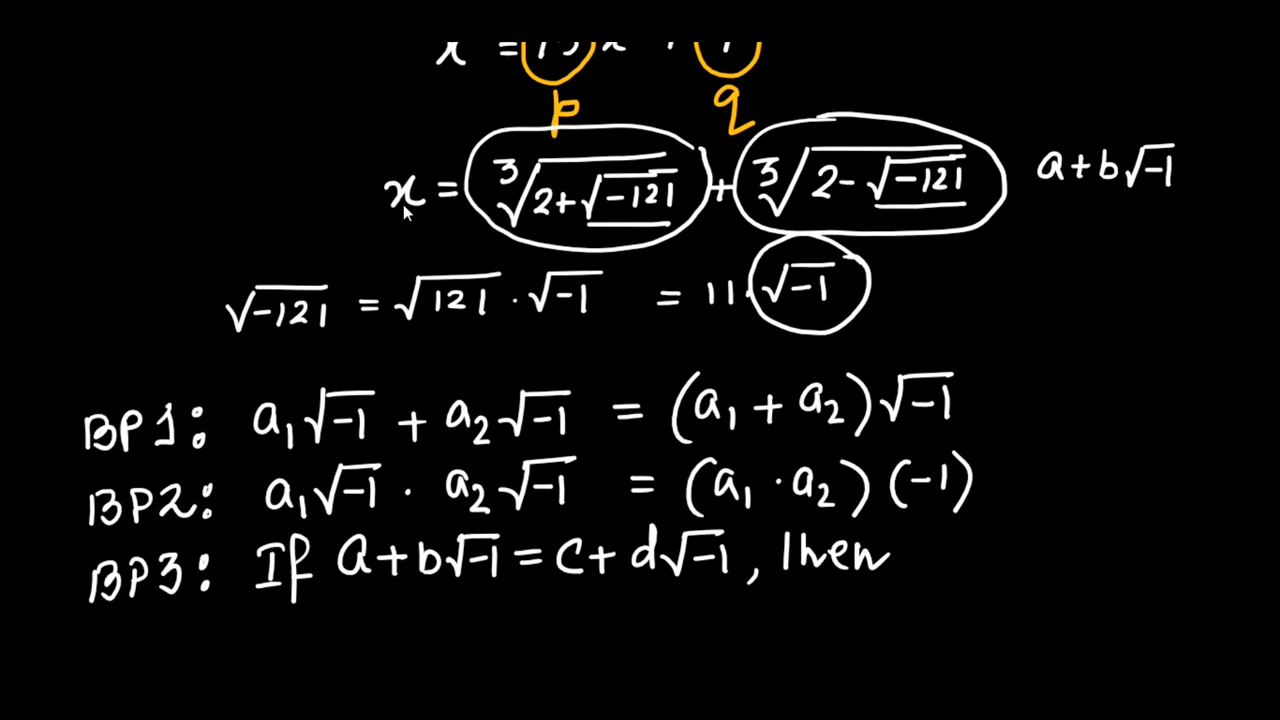 x =
p q
x = ∛(2+√-121) + ∛(2-√-121) a+b√-1
√-121 = √121 · √-1 = 11·√-1
BP1: a₁√-1 + a₂√-1 = (a₁ + a₂)√-1
BP2: a₁√-1 · a₂√-1 = (a₁ · a₂)(-1)
BP3: If a+b√-1 = c+d√-1, then